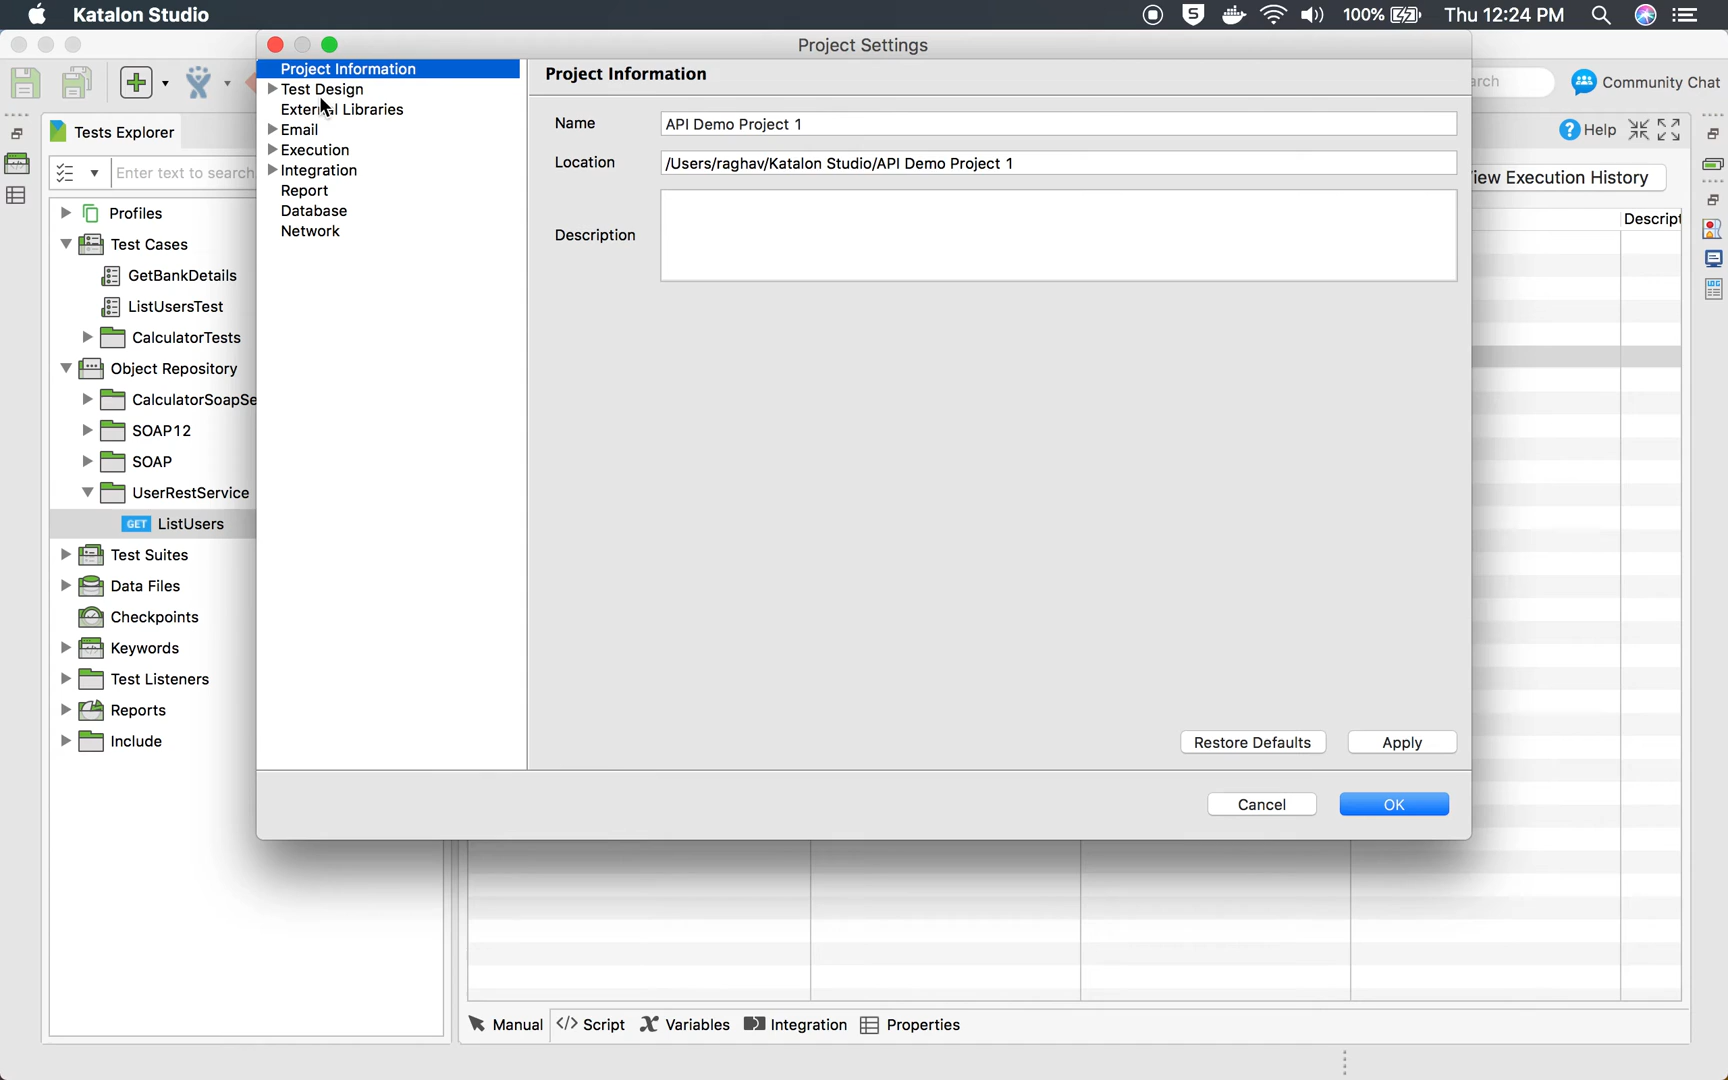 Katalon Studio
S
100%
Thu 12:24 PM
Project Settings
Project Information
Test Design
External Libraries
Email
Execution
Integration
Report
Database
Network
Project Information
Name
API Demo Project 1
Location
/Users/raghav/Katalon Studio/API Demo Project 1
Description
Restore Defaults
Apply
Cancel
OK
Community Chat
Help
Execution History
Descript
Tests Explorer
Enter text to search
Profiles
Test Cases
GetBankDetails
ListUsersTest
CalculatorTests
Object Repository
CalculatorSoapSe
SOAP12
SOAP
UserRestService
GET ListUsers
Test Suites
Data Files
Checkpoints
Keywords
Test Listeners
Reports
Include
Manual
Script
Variables
Integration
Properties